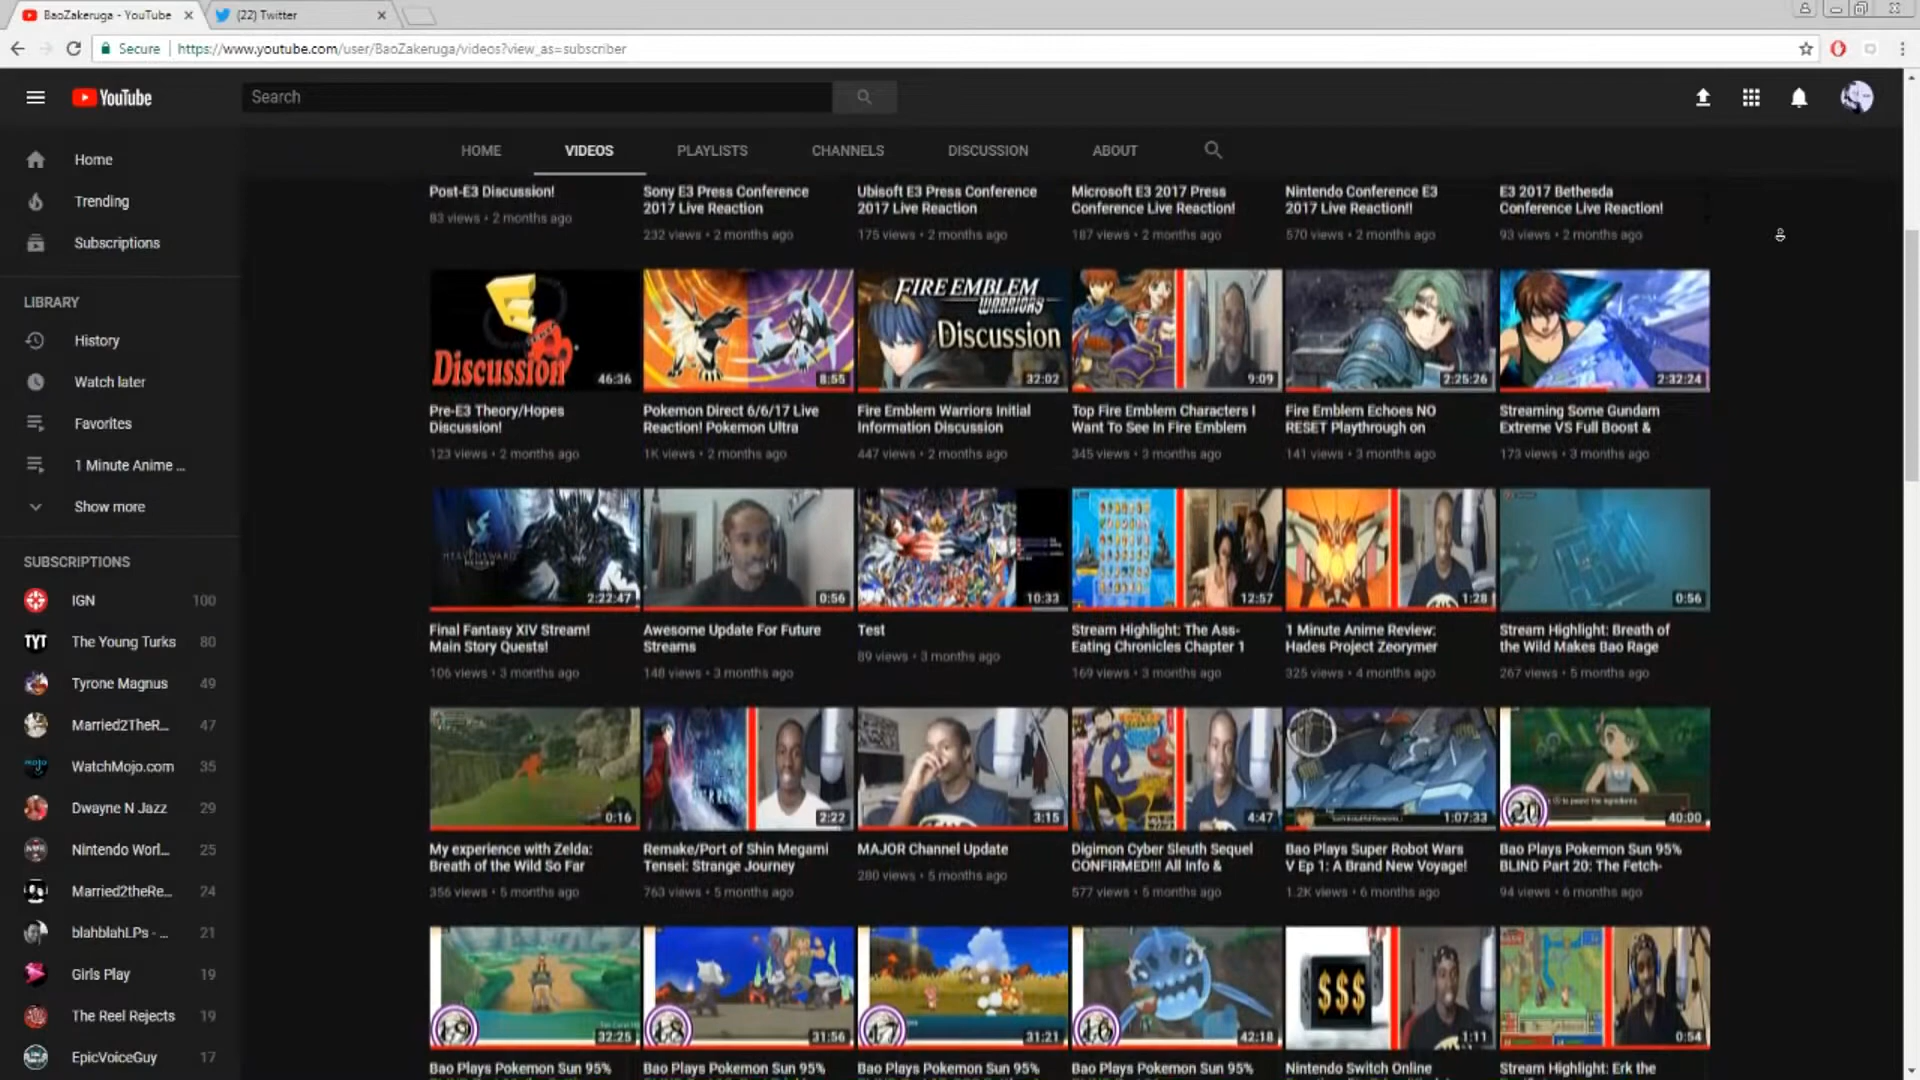 BaoZakeruga - YouTube
(22) Twitter
Secure
https://www.youtube.com/user/BaoZakeruga/videos?view_as=subscriber
YouTube
Search
HOME
VIDEOS
PLAYLISTS
CHANNELS
DISCUSSION
ABOUT
Home
Trending
Subscriptions
LIBRARY
History
Watch later
Favorites
1 Minute Anime ...
Show more
SUBSCRIPTIONS
IGN 100
TYT The Young Turks 80
Tyrone Magnus 49
Married2TheR... 47
mojo WatchMojo.com 35
Dwayne N Jazz 29
Nintendo Worl... 25
Married2theRe... 24
blahblahLPs - ... 21
Girls Play 19
The Reel Rejects 19
EpicVoiceGuy 17
Post-E3 Discussion!
83 views • 2 months ago
Sony E3 Press Conference
2017 Live Reaction
232 views • 2 months ago
Ubisoft E3 Press Conference
2017 Live Reaction
175 views • 2 months ago
Microsoft E3 2017 Press
Conference Live Reaction!
187 views • 2 months ago
Nintendo Conference E3
2017 Live Reaction!!
570 views • 2 months ago
E3 2017 Bethesda
Conference Live Reaction!
93 views • 2 months ago
Discussion
46:36
Pre-E3 Theory/Hopes
Discussion!
123 views • 2 months ago
8:55
Pokemon Direct 6/6/17 Live
Reaction! Pokemon Ultra
1K views • 2 months ago
FIRE EMBLEM
WARRIORS
Discussion
32:02
Fire Emblem Warriors Initial
Information Discussion
447 views • 2 months ago
9:09
Top Fire Emblem Characters I
Want To See In Fire Emblem
345 views • 3 months ago
2:25:26
Fire Emblem Echoes NO
RESET Playthrough on
141 views • 3 months ago
2:32:24
Streaming Some Gundam
Extreme VS Full Boost &
173 views • 3 months ago
HEAVENSWARD
2:22:47
Final Fantasy XIV Stream!
Main Story Quests!
106 views • 3 months ago
0:56
Awesome Update For Future
Streams
148 views • 3 months ago
10:33
Test
89 views • 3 months ago
12:57
Stream Highlight: The Ass-
Eating Chronicles Chapter 1
169 views • 3 months ago
1:28
1 Minute Anime Review:
Hades Project Zeorymer
325 views • 4 months ago
0:56
Stream Highlight: Breath of
the Wild Makes Bao Rage
267 views • 5 months ago
0:16
My experience with Zelda:
Breath of the Wild So Far
356 views • 5 months ago
2:22
Remake/Port of Shin Megami
Tensei: Strange Journey
763 views • 5 months ago
3:15
MAJOR Channel Update
280 views • 5 months ago
4:47
Digimon Cyber Sleuth Sequel
CONFIRMED!!! All Info &
577 views • 5 months ago
1:07:33
Bao Plays Super Robot Wars
V Ep 1: A Brand New Voyage!
1.2K views • 6 months ago
20
40:00
Bao Plays Pokemon Sun 95%
BLIND Part 20: The Fetch-
94 views • 6 months ago
19
32:25
Bao Plays Pokemon Sun 95%
18
31:56
Bao Plays Pokemon Sun 95%
17
31:21
Bao Plays Pokemon Sun 95%
16
42:18
Bao Plays Pokemon Sun 95%
$$$
1:11
Nintendo Switch Online
0:54
Stream Highlight: Erk the